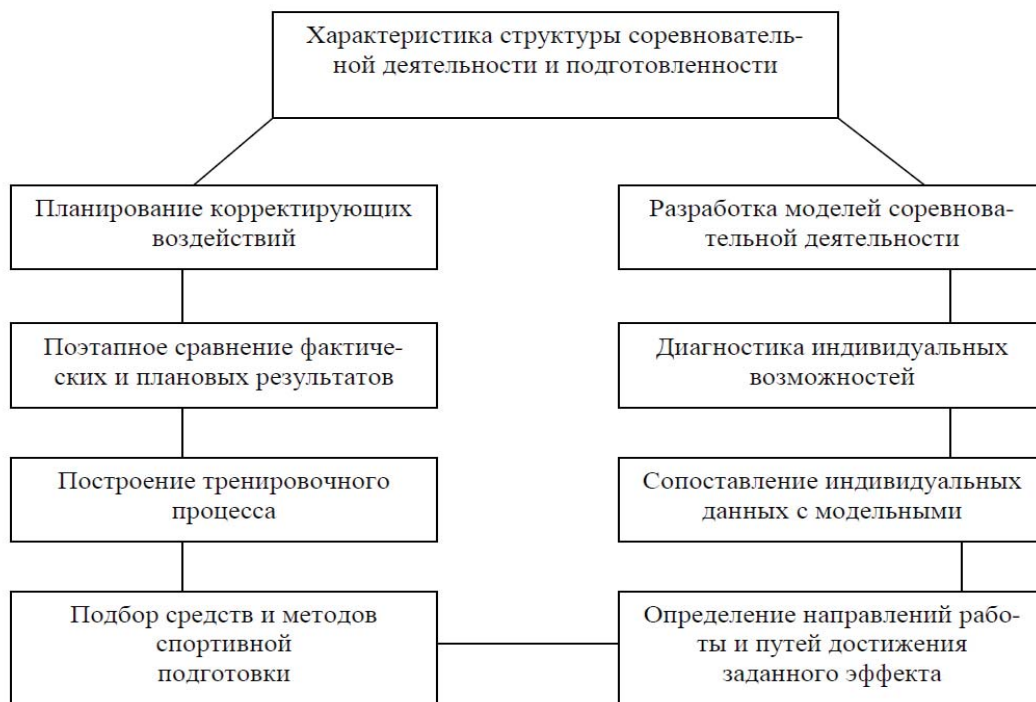 Характеристика структуры соревнователь-
ной деятельности и подготовленности
Планирование корректирующих
воздействий
Разработка моделей соревнова-
тельной деятельности
Поэтапное сравнение фактиче-
ских и плановых результатов
Диагностика индивидуальных
возможностей
Построение тренировочного
процесса
Сопоставление индивидуальных
данных с модельными
Подбор средств и методов
спортивной
подготовки
Определение направлений рабо-
ты и путей достижения
заданного эффекта